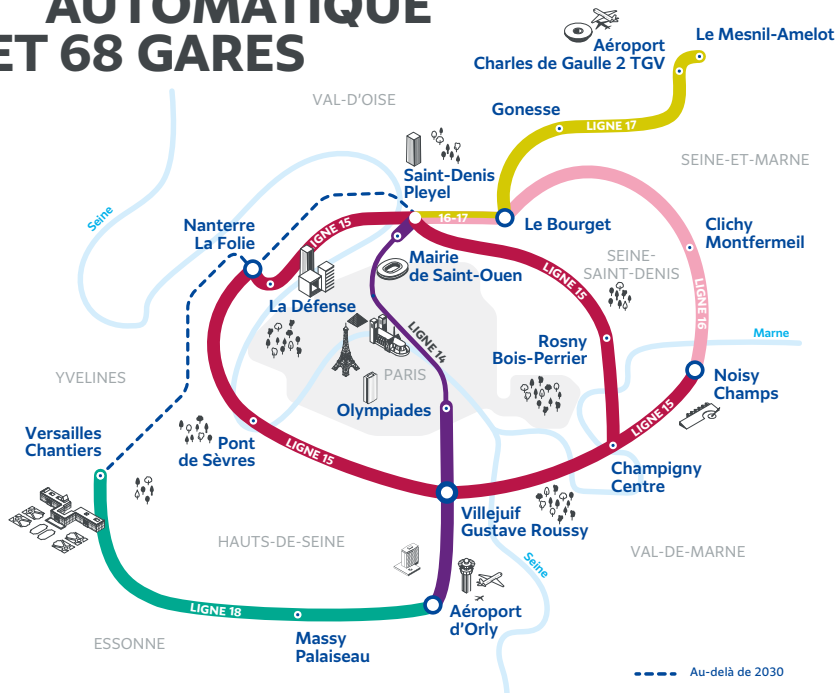 AUTOMATIQUE
ET 68 GARES
Le Mesnil-Amelot
Aéroport
Charles de Gaulle 2 TGV
VAL-D'OISE
Gonesse
LIGNE 17
SEINE-ET-MARNE
Saint-Denis
Pleyel
Seine
16-17
Le Bourget
Nanterre
La Folie
LIGNE 15
Clichy
Montfermeil
Mairie
de Saint-Ouen
SEINE-
SAINT-DENIS
LIGNE 15
La Défense
LIGNE 16
LIGNE 14
Marne
Rosny
Bois-Perrier
YVELINES
PARIS
Noisy
Champs
Olympiades
LIGNE 15
Versailles
Chantiers
Pont
de Sèvres
LIGNE 15
Champigny
Centre
Villejuif
Gustave Roussy
HAUTS-DE-SEINE
VAL-DE-MARNE
Seine
LIGNE 18
Aéroport
d'Orly
ESSONNE
Massy
Palaiseau
Au-delà de 2030